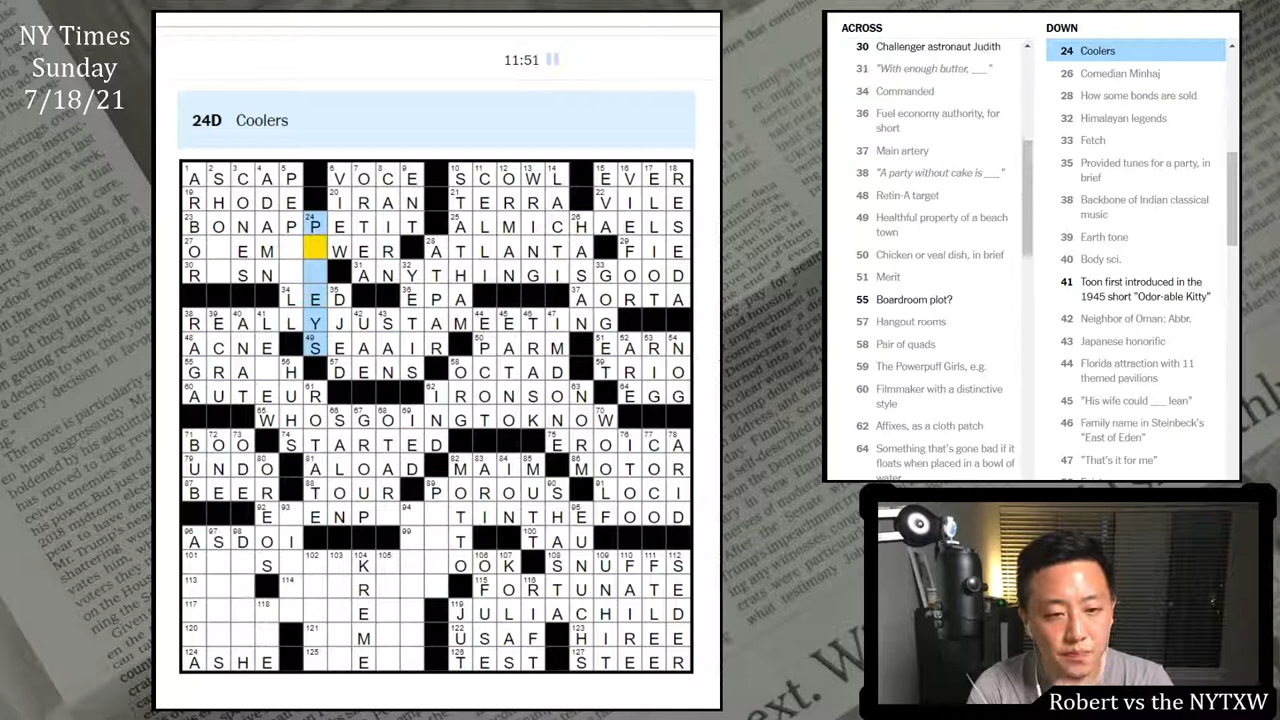 NY Times
Sunday
7/18/21
11:51
24D Coolers
ACROSS
30 Challenger astronaut Judith
31 "With enough butter, ___ "
34 Commanded
36 Fuel economy authority, for
short
37 Main artery
38 "A party without cake is ___ "
48 Retin-A target
49 Healthful property of a beach
town
50 Chicken or veal dish, in brief
51 Merit
55 Boardroom plot?
57 Hangout rooms
58 Pair of quads
59 The Powerpuff Girls, e.g.
60 Filmmaker with a distinctive
style
62 Affixes, as a cloth patch
64 Something that's gone bad if it
floats when placed in a bowl of
water
DOWN
24 Coolers
26 Comedian Minhaj
28 How some bonds are sold
32 Himalayan legends
33 Fetch
35 Provided tunes for a party, in
brief
38 Backbone of Indian classical
music
39 Earth tone
40 Body sci.
41 Toon first introduced in the
1945 short "Odor-able Kitty"
42 Neighbor of Oman: Abbr.
43 Japanese honorific
44 Florida attraction with 11
themed pavilions
45 "His wife could ___ lean"
46 Family name in Steinbeck's
"East of Eden"
47 "That's it for me"
ASCAP VOCE SCOWL EVER
RHODE IRAN TERRA VILE
BONAPPETIT ALMICHAELS
O EM WER ATLANTA FIE
R SN ANYTHINGISGOOD
LED EPA AORTA
REALLYJUSTAMEETING
ACNE SEAAIR PARM EARN
GRA H DENS OCTAD TRIO
AUTEUR IRONSON EGG
WHOSGOINGTOKNOW
BOO STARTED EROICA
UNDO ALOAD MAIM MOTOR
BEER TOUR POROUS LOCI
E ENP TINTHEFOOD
ASDOI T TAU
S K OOK SNUFFS
R FORTUNATE
E JULIACHILD
M USAF HIREE
ASHE E TEST STEER
Robert vs the NYTXW